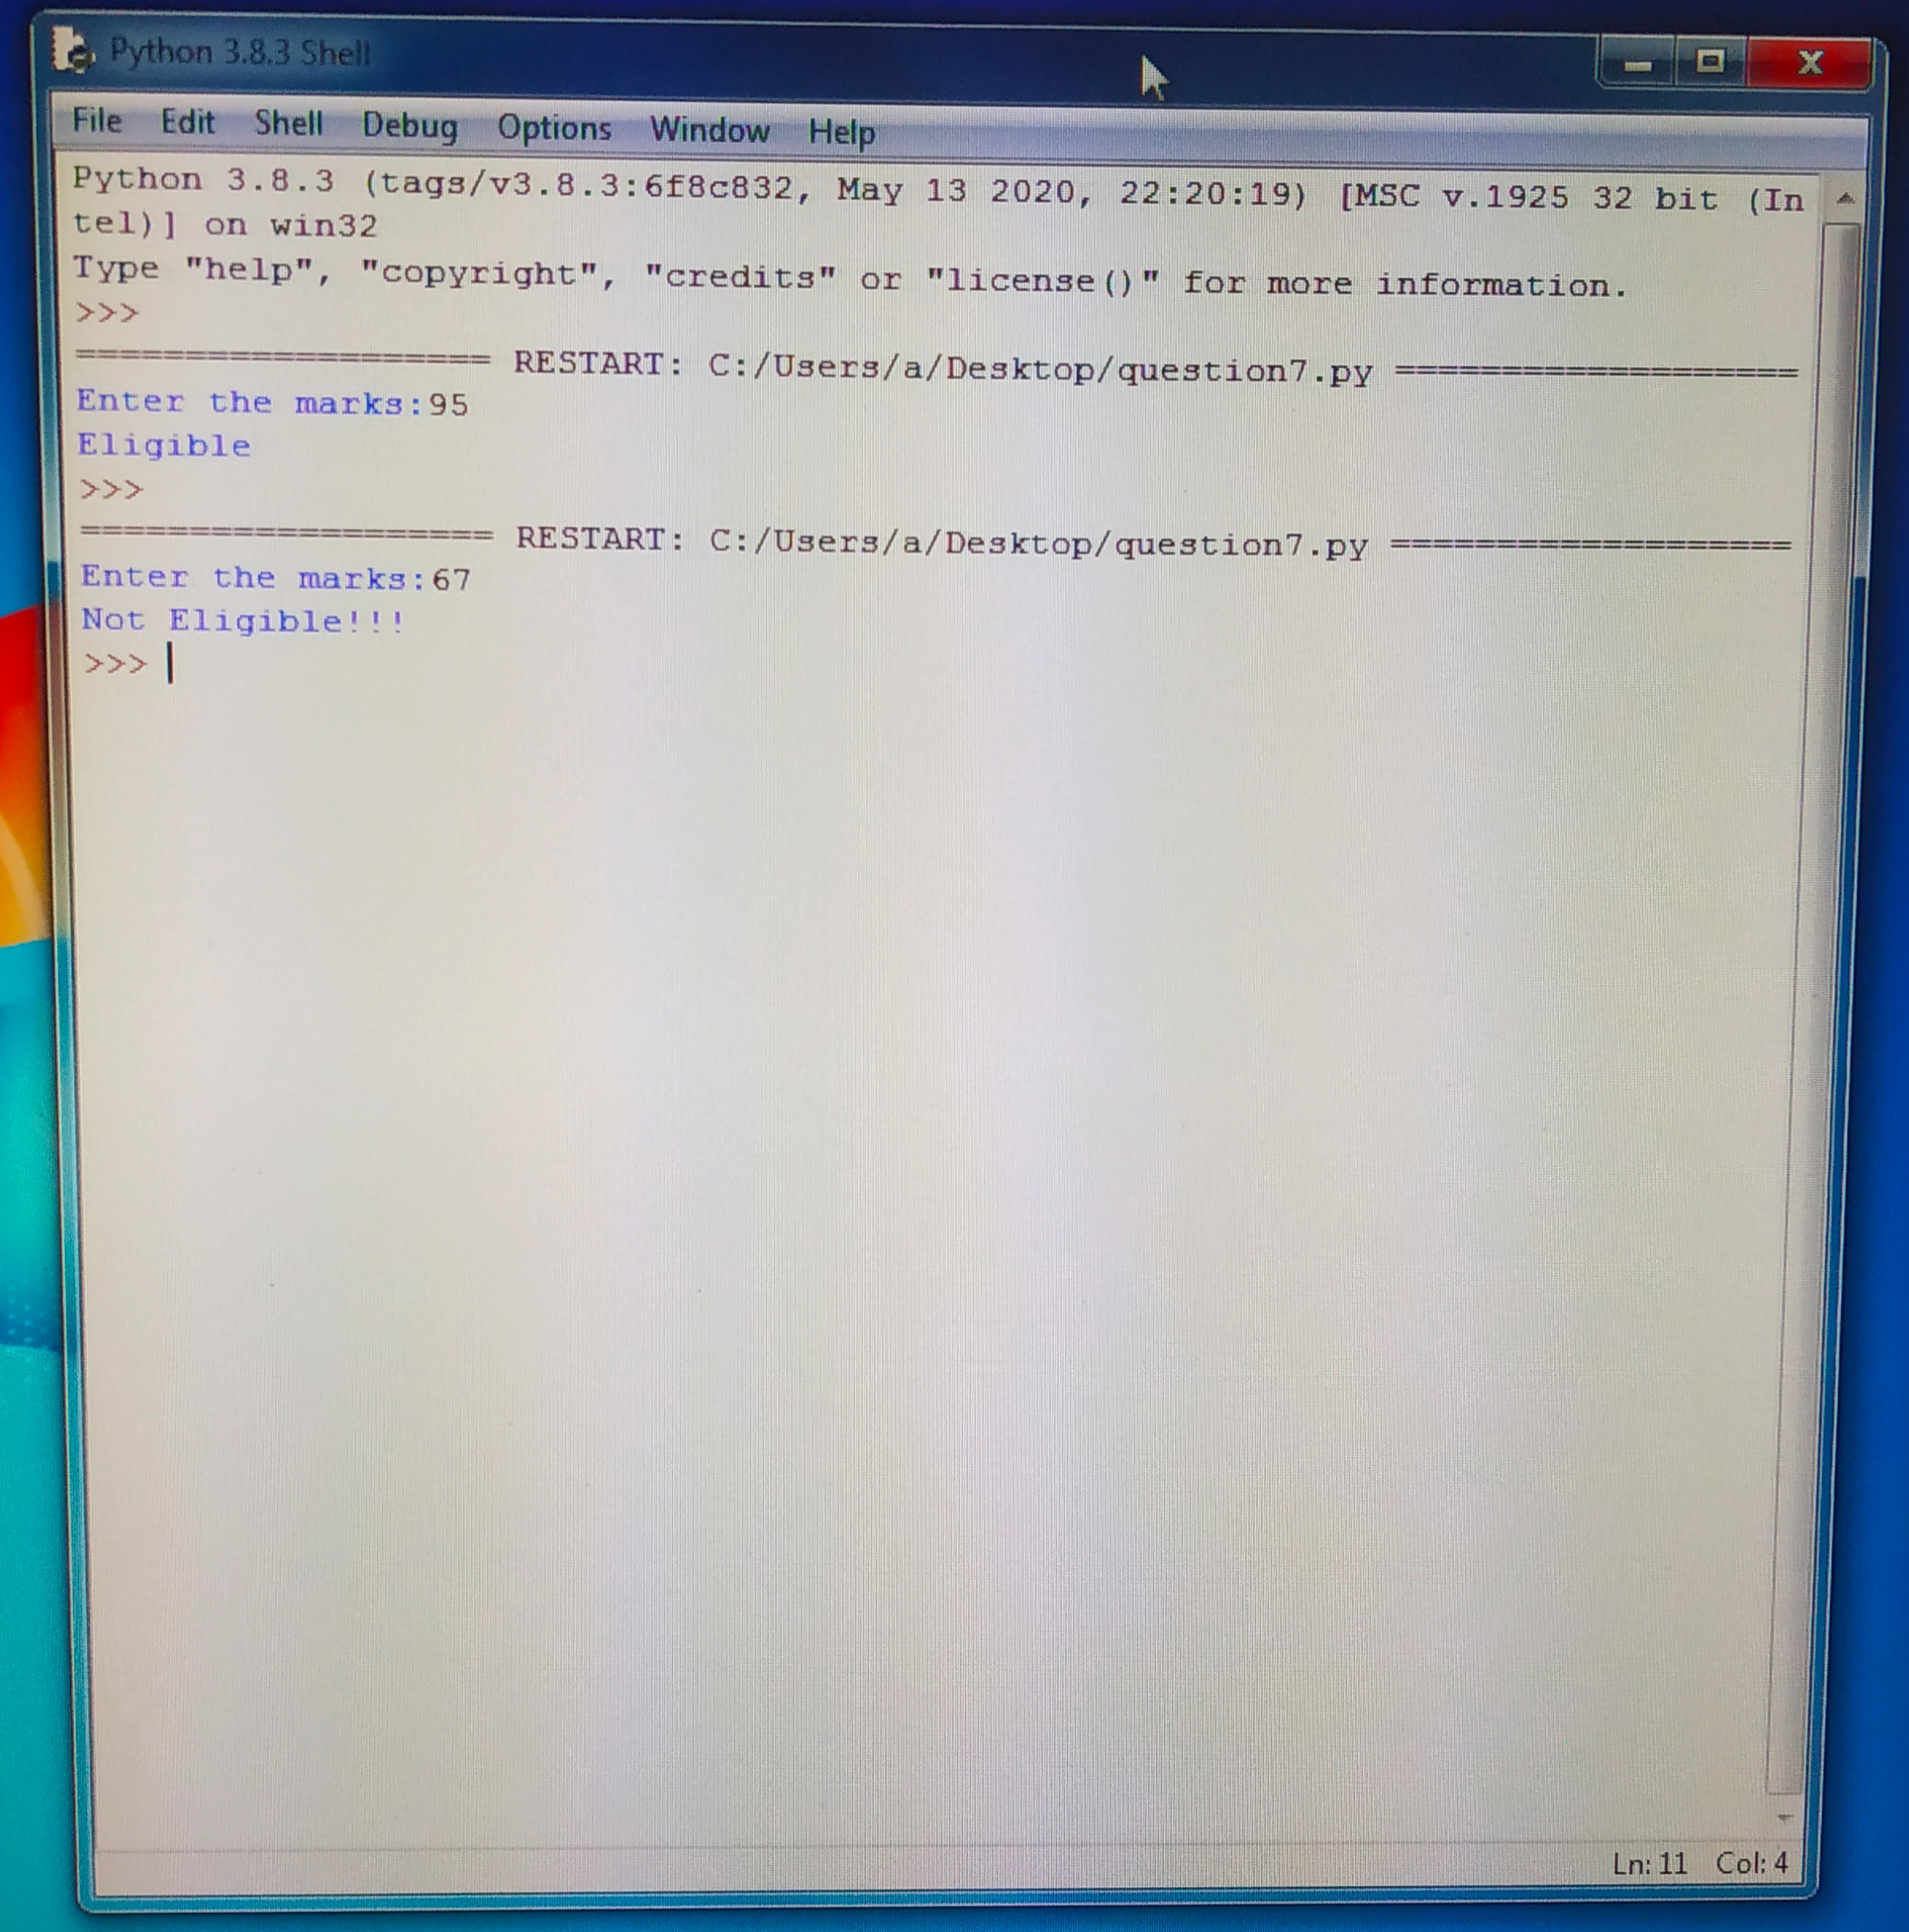 Python 3.8.3 Shell
File Edit Shell Debug Options Window Help
Python 3.8.3 (tags/v3.8.3:6f8c832, May 13 2020, 22:20:19) [MSC v.1925 32 bit (In
tel)] on win32
Type "help", "copyright", "credits" or "license()" for more information.
>>>
=================== RESTART: C:/Users/a/Desktop/question7.py ===================
Enter the marks:95
Eligible
>>>
=================== RESTART: C:/Users/a/Desktop/question7.py ===================
Enter the marks:67
Not Eligible!!!
>>>
Ln: 11 Col: 4